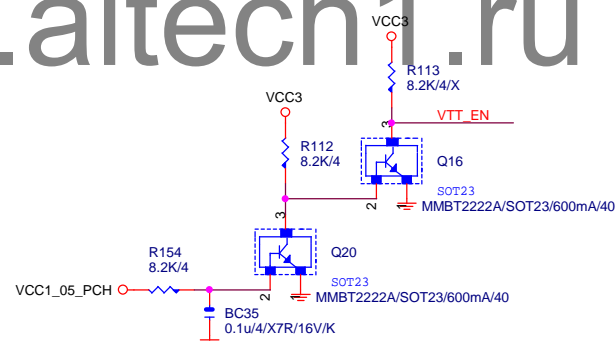 .altech1.ru
VCC3
R113
8.2K/4/X
VCC3
VTT_EN
3
R112
8.2K/4
Q16
SOT23
2
1
MMBT2222A/SOT23/600mA/40
3
R154
8.2K/4
Q20
SOT23
VCC1_05_PCH
2
1
MMBT2222A/SOT23/600mA/40
BC35
0.1u/4/X7R/16V/K